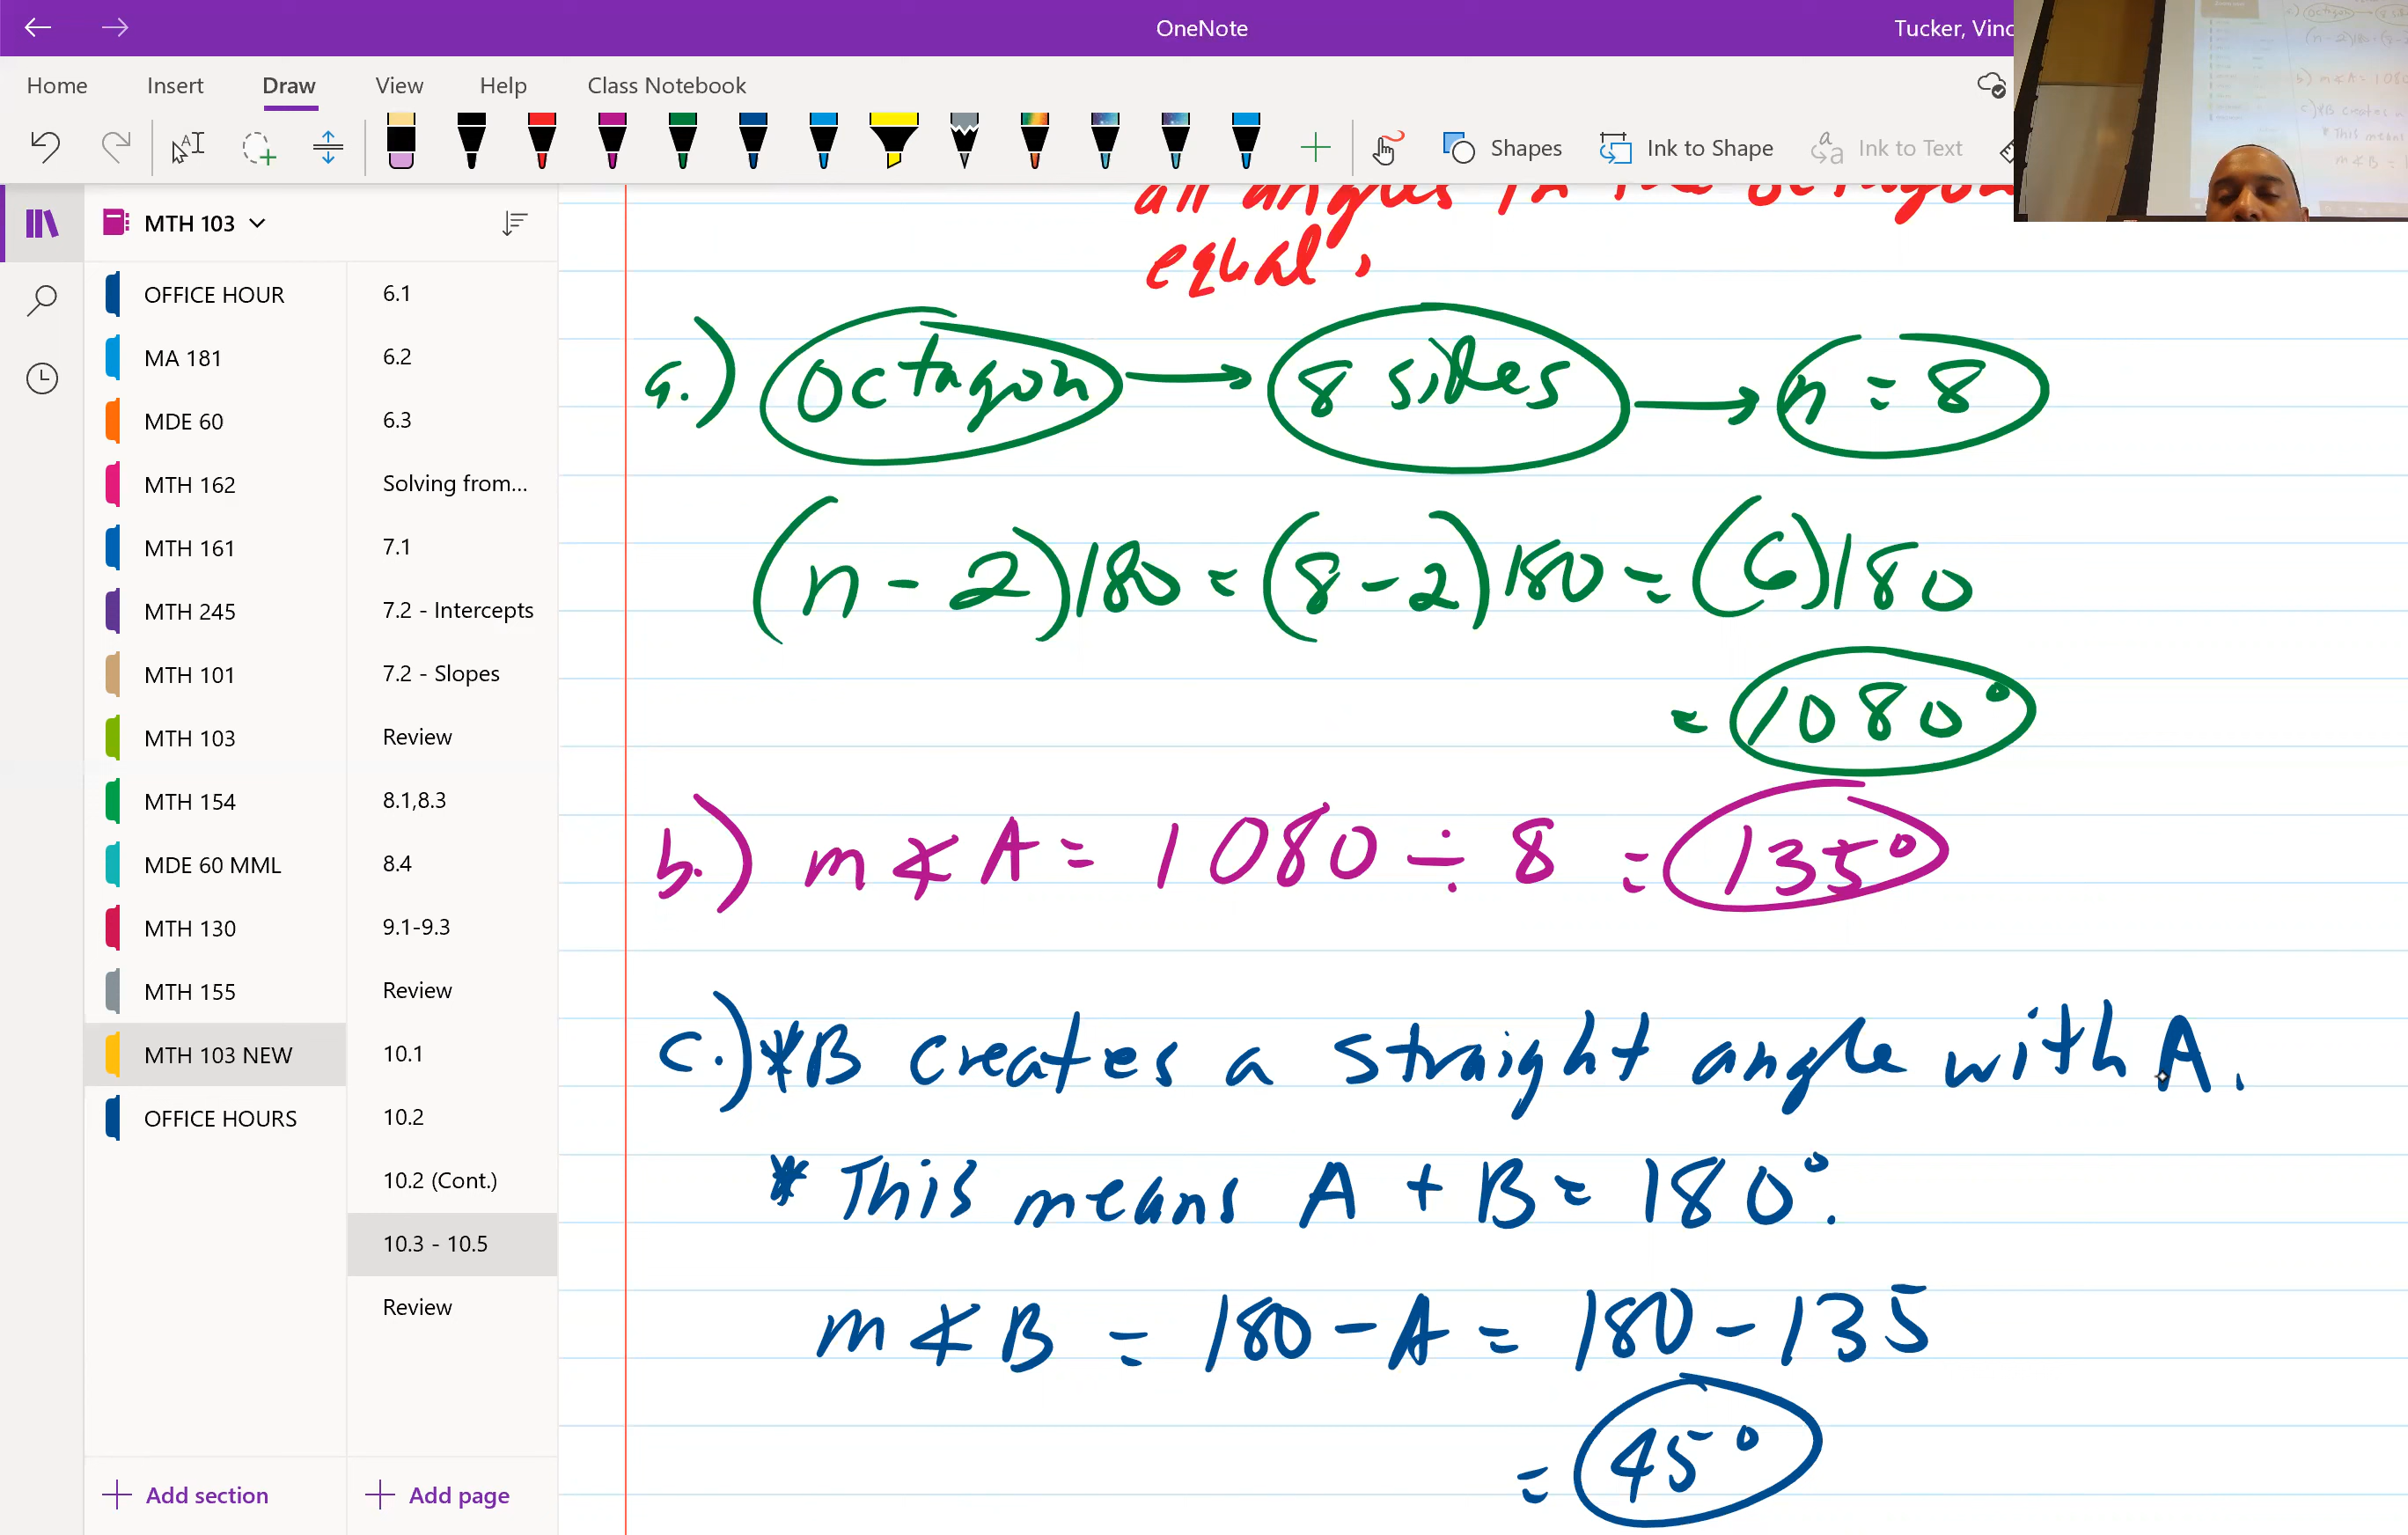 OneNote
Tucker, Vinc
Home Insert Draw View Help Class Notebook
Shapes Ink to Shape Ink to Text
MTH 103
OFFICE HOUR
MA 181
MDE 60
MTH 162
MTH 161
MTH 245
MTH 101
MTH 103
MTH 154
MDE 60 MML
MTH 130
MTH 155
MTH 103 NEW
OFFICE HOURS
Add section
6.1
6.2
6.3
Solving from...
7.1
7.2 - Intercepts
7.2 - Slopes
Review
8.1,8.3
8.4
9.1-9.3
Review
10.1
10.2
10.2 (Cont.)
10.3 - 10.5
Review
Add page
all angles in the octagon
equal.
a.) Octagon → 8 sides → n = 8
(n - 2)180 = (8 - 2)180 = (6)180
= 1080°
b.) m∡A = 1080 ÷ 8 = 135°
c.) *B creates a straight angle with A.
* This means A + B = 180°.
m∡B = 180 - A = 180 - 135
= 45°